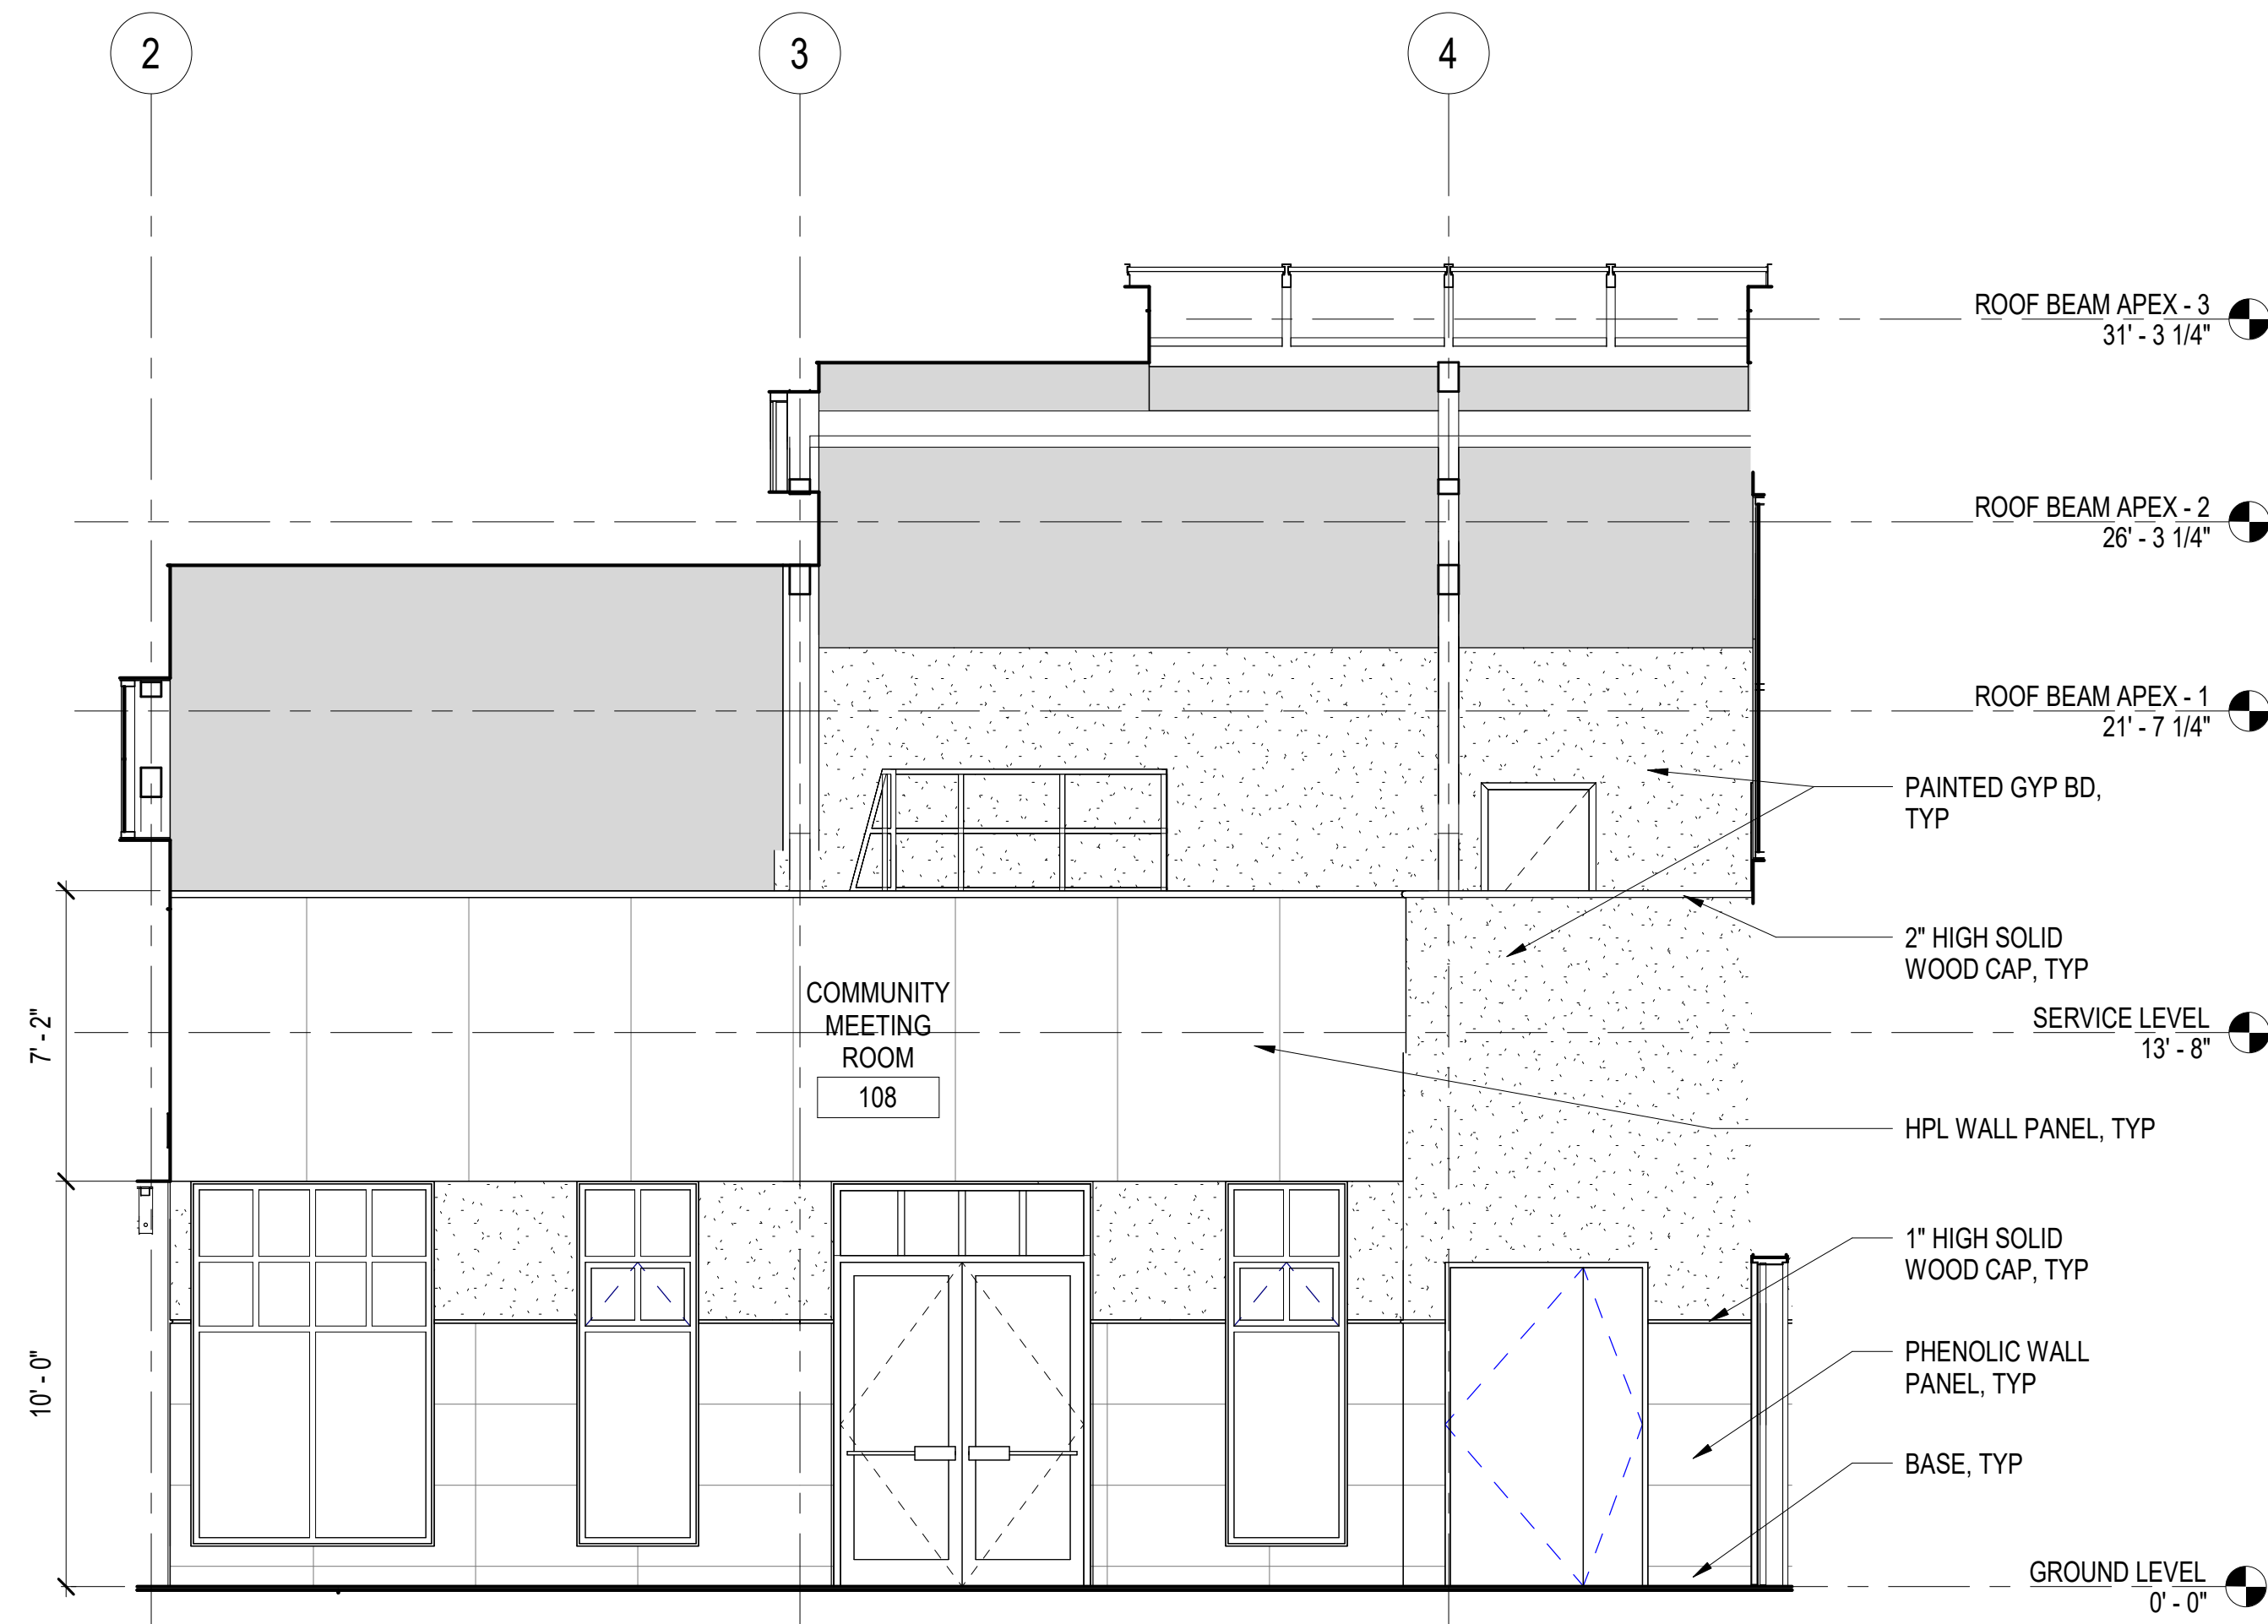 2
3
4
ROOF BEAM APEX - 3
31' - 3 1/4"
ROOF BEAM APEX - 2
26' - 3 1/4"
ROOF BEAM APEX - 1
21' - 7 1/4"
PAINTED GYP BD,
TYP
2" HIGH SOLID
WOOD CAP, TYP
7' - 2"
COMMUNITY
MEETING
ROOM
108
SERVICE LEVEL
13' - 8"
HPL WALL PANEL, TYP
1" HIGH SOLID
WOOD CAP, TYP
10' - 0"
PHENOLIC WALL
PANEL, TYP
BASE, TYP
GROUND LEVEL
0' - 0"